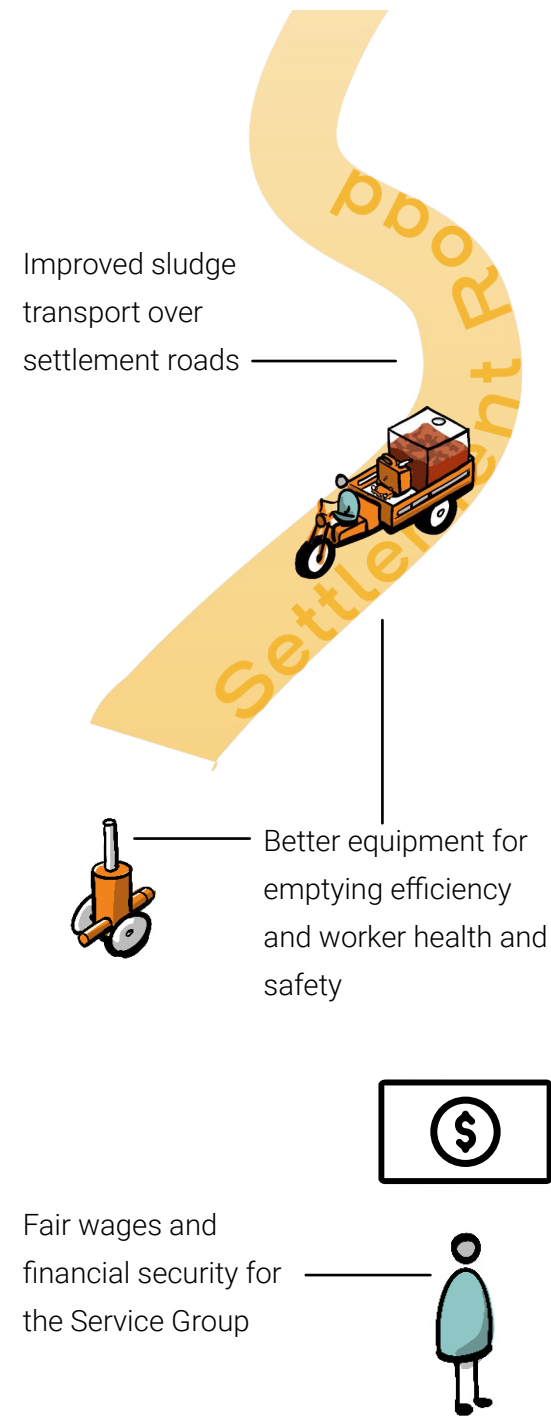 Improved sludge
transport over
settlement roads
Settlement Road
Better equipment for
emptying efficiency
and worker health and
safety
$
Fair wages and
financial security for
the Service Group